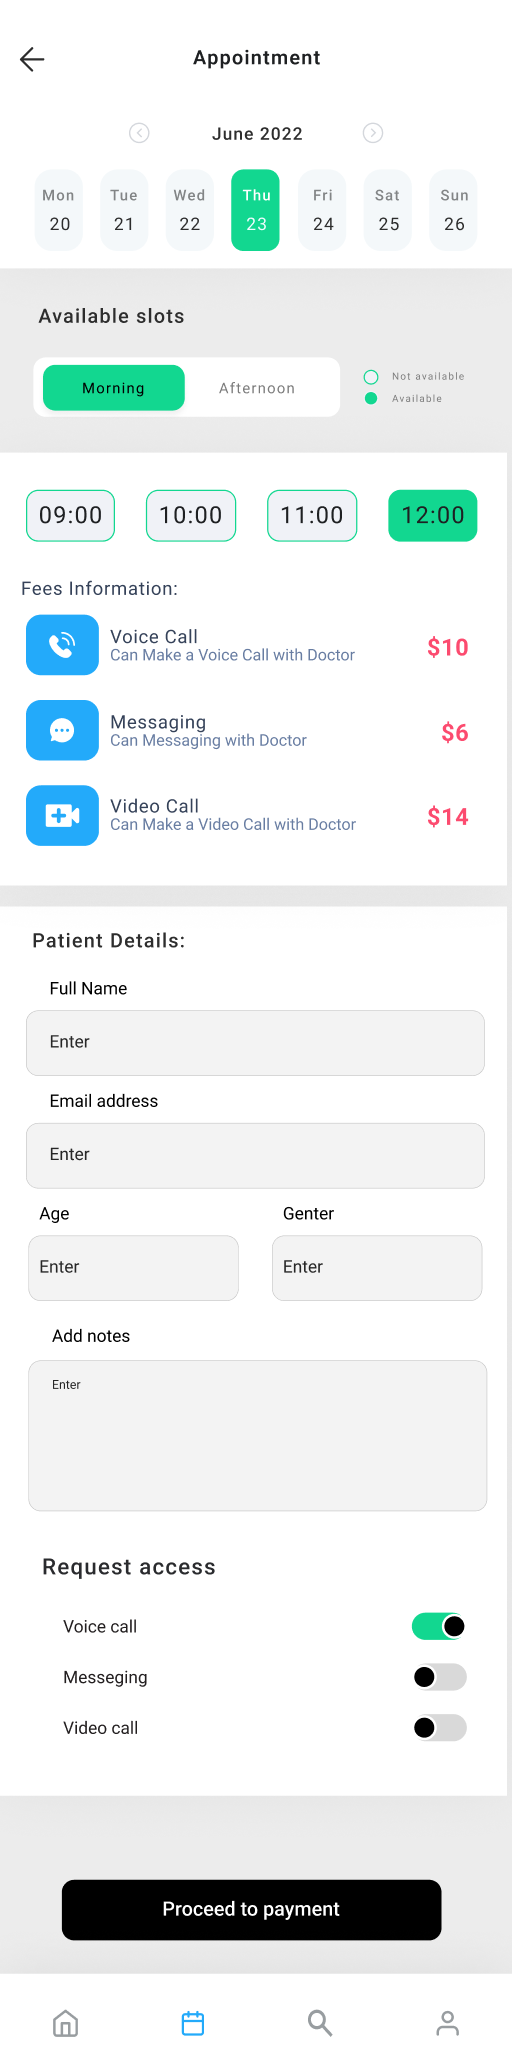 Appointment
June 2022
Mon Tue Wed Thu Fri Sat Sun
20 21 22 23 24 25 26
Available slots
Morning Afternoon
Not available
Available
09:00 10:00 11:00 12:00
Fees Information:
Voice Call
Can Make a Voice Call with Doctor
$10
Messaging
Can Messaging with Doctor
$6
Video Call
Can Make a Video Call with Doctor
$14
Patient Details:
Full Name
Enter
Email address
Enter
Age Genter
Enter Enter
Add notes
Enter
Request access
Voice call
Messeging
Video call
Proceed to payment